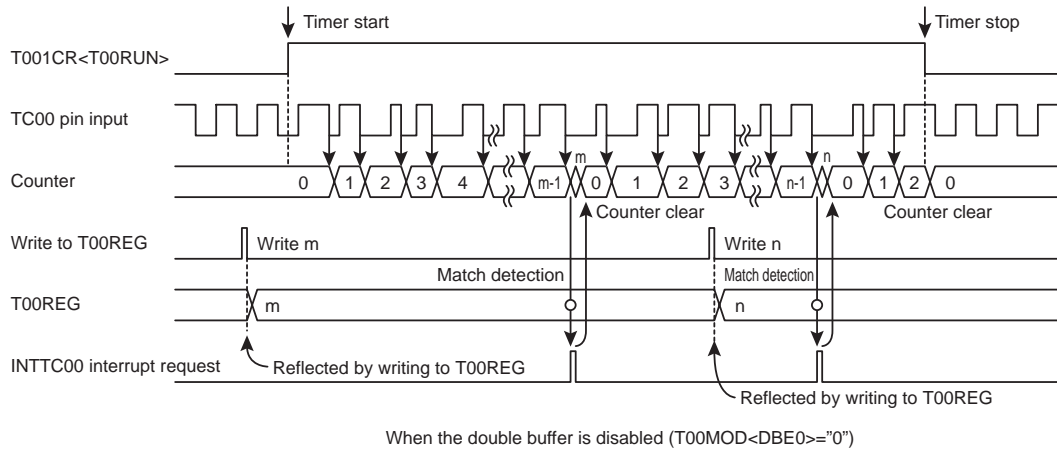 Timer start Timer stop
T001CR<T00RUN>
TC00 pin input
m n
Counter 0 1 2 3 4 m-1 0 1 2 3 n-1 0 1 2 0
Counter clear Counter clear
Write to T00REG Write m Write n
Match detection Match detection
T00REG m n
INTTC00 interrupt request Reflected by writing to T00REG
Reflected by writing to T00REG
When the double buffer is disabled (T00MOD<DBE0>="0")